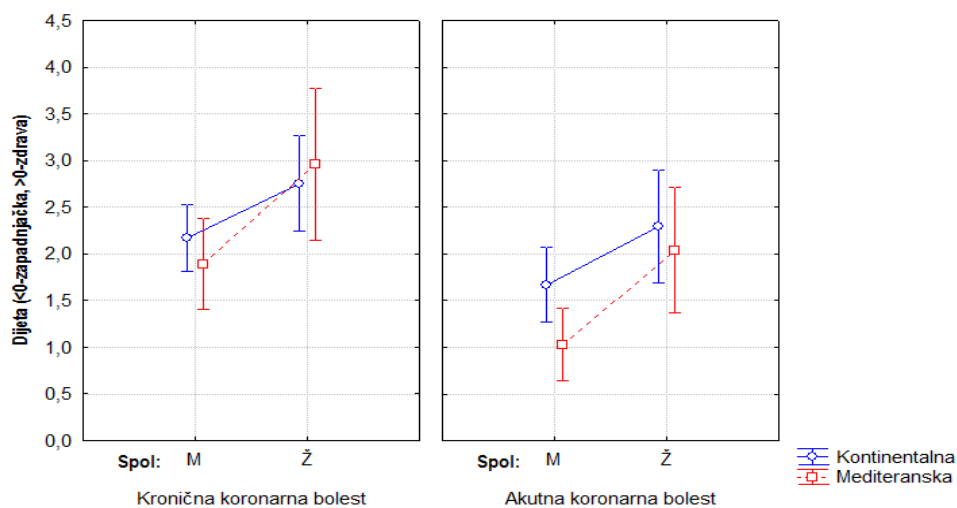 Dijeta (<0-zapadnjačka, >0-zdrava)
4,5
4,0
3,5
3,0
2,5
2,0
1,5
1,0
0,5
0,0
Spol: M Ž
Spol: M Ž
Kronična koronarna bolest
Akutna koronarna bolest
Kontinentalna
Mediteranska